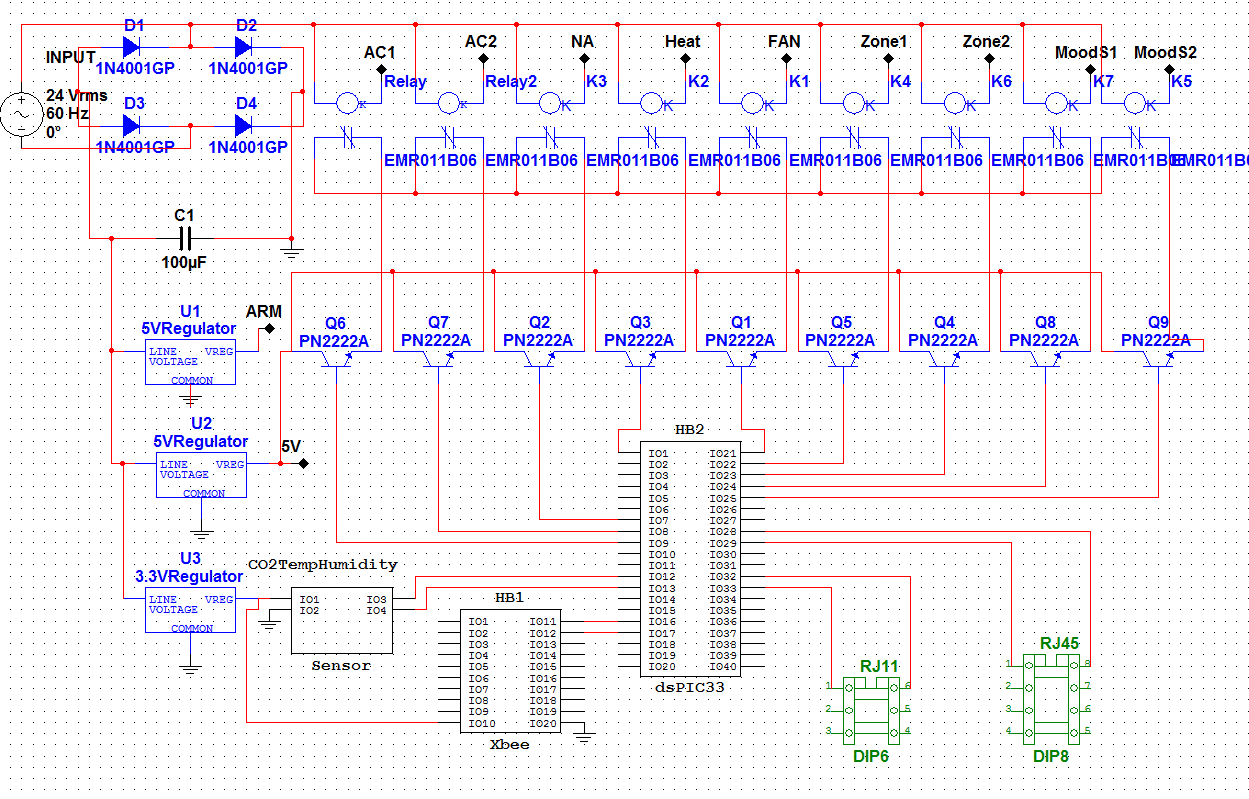 D1
D2
1N4001GP
1N4001GP
INPUT
24 Vrms
60 Hz
0°
D3
D4
1N4001GP
1N4001GP
AC1
AC2
NA
Heat
FAN
Zone1
Zone2
MoodS1
MoodS2
Relay
Relay2
K3
K2
K1
K4
K6
K7
K5
K
K
K
K
K
K
K
K
K
EMR011B06
EMR011B06
EMR011B06
EMR011B06
EMR011B06
EMR011B06
EMR011B06
EMR011B06
EMR011B0
C1
100µF
U1
5VRegulator
ARM
LINE VREG
VOLTAGE
COMMON
U2
5VRegulator
5V
LINE VREG
VOLTAGE
COMMON
U3
3.3VRegulator
LINE VREG
VOLTAGE
COMMON
Q6
PN2222A
Q7
PN2222A
Q2
PN2222A
Q3
PN2222A
Q1
PN2222A
Q5
PN2222A
Q4
PN2222A
Q8
PN2222A
Q9
PN2222A
CO2TempHumidity
IO1 IO3
IO2 IO4
Sensor
HB1
IO1 IO11
IO2 IO12
IO3 IO13
IO4 IO14
IO5 IO15
IO6 IO16
IO7 IO17
IO8 IO18
IO9 IO19
IO10 IO20
Xbee
HB2
IO1 IO21
IO2 IO22
IO3 IO23
IO4 IO24
IO5 IO25
IO6 IO26
IO7 IO27
IO8 IO28
IO9 IO29
IO10 IO30
IO11 IO31
IO12 IO32
IO13 IO33
IO14 IO34
IO15 IO35
IO16 IO36
IO17 IO37
IO18 IO38
IO19 IO39
IO20 IO40
dsPIC33
RJ11
1 6
2 5
3 4
DIP6
RJ45
1 8
2 7
3 6
4 5
DIP8